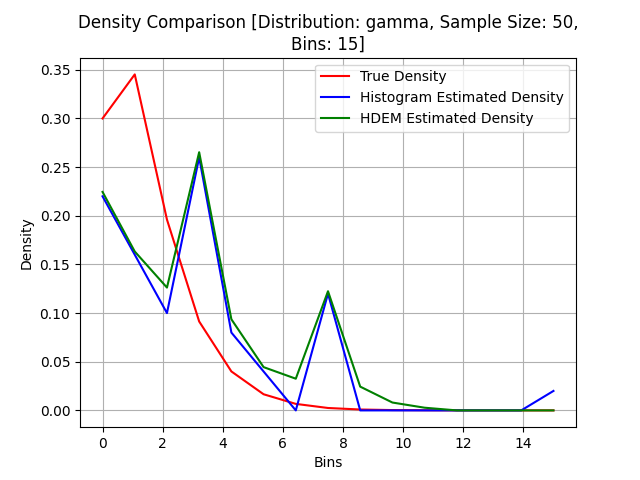 Density Comparison [Distribution: gamma, Sample Size: 50,
Bins: 15]
True Density
Histogram Estimated Density
HDEM Estimated Density
Density
0.35
0.30
0.25
0.20
0.15
0.10
0.05
0.00
0 2 4 6 8 10 12 14
Bins